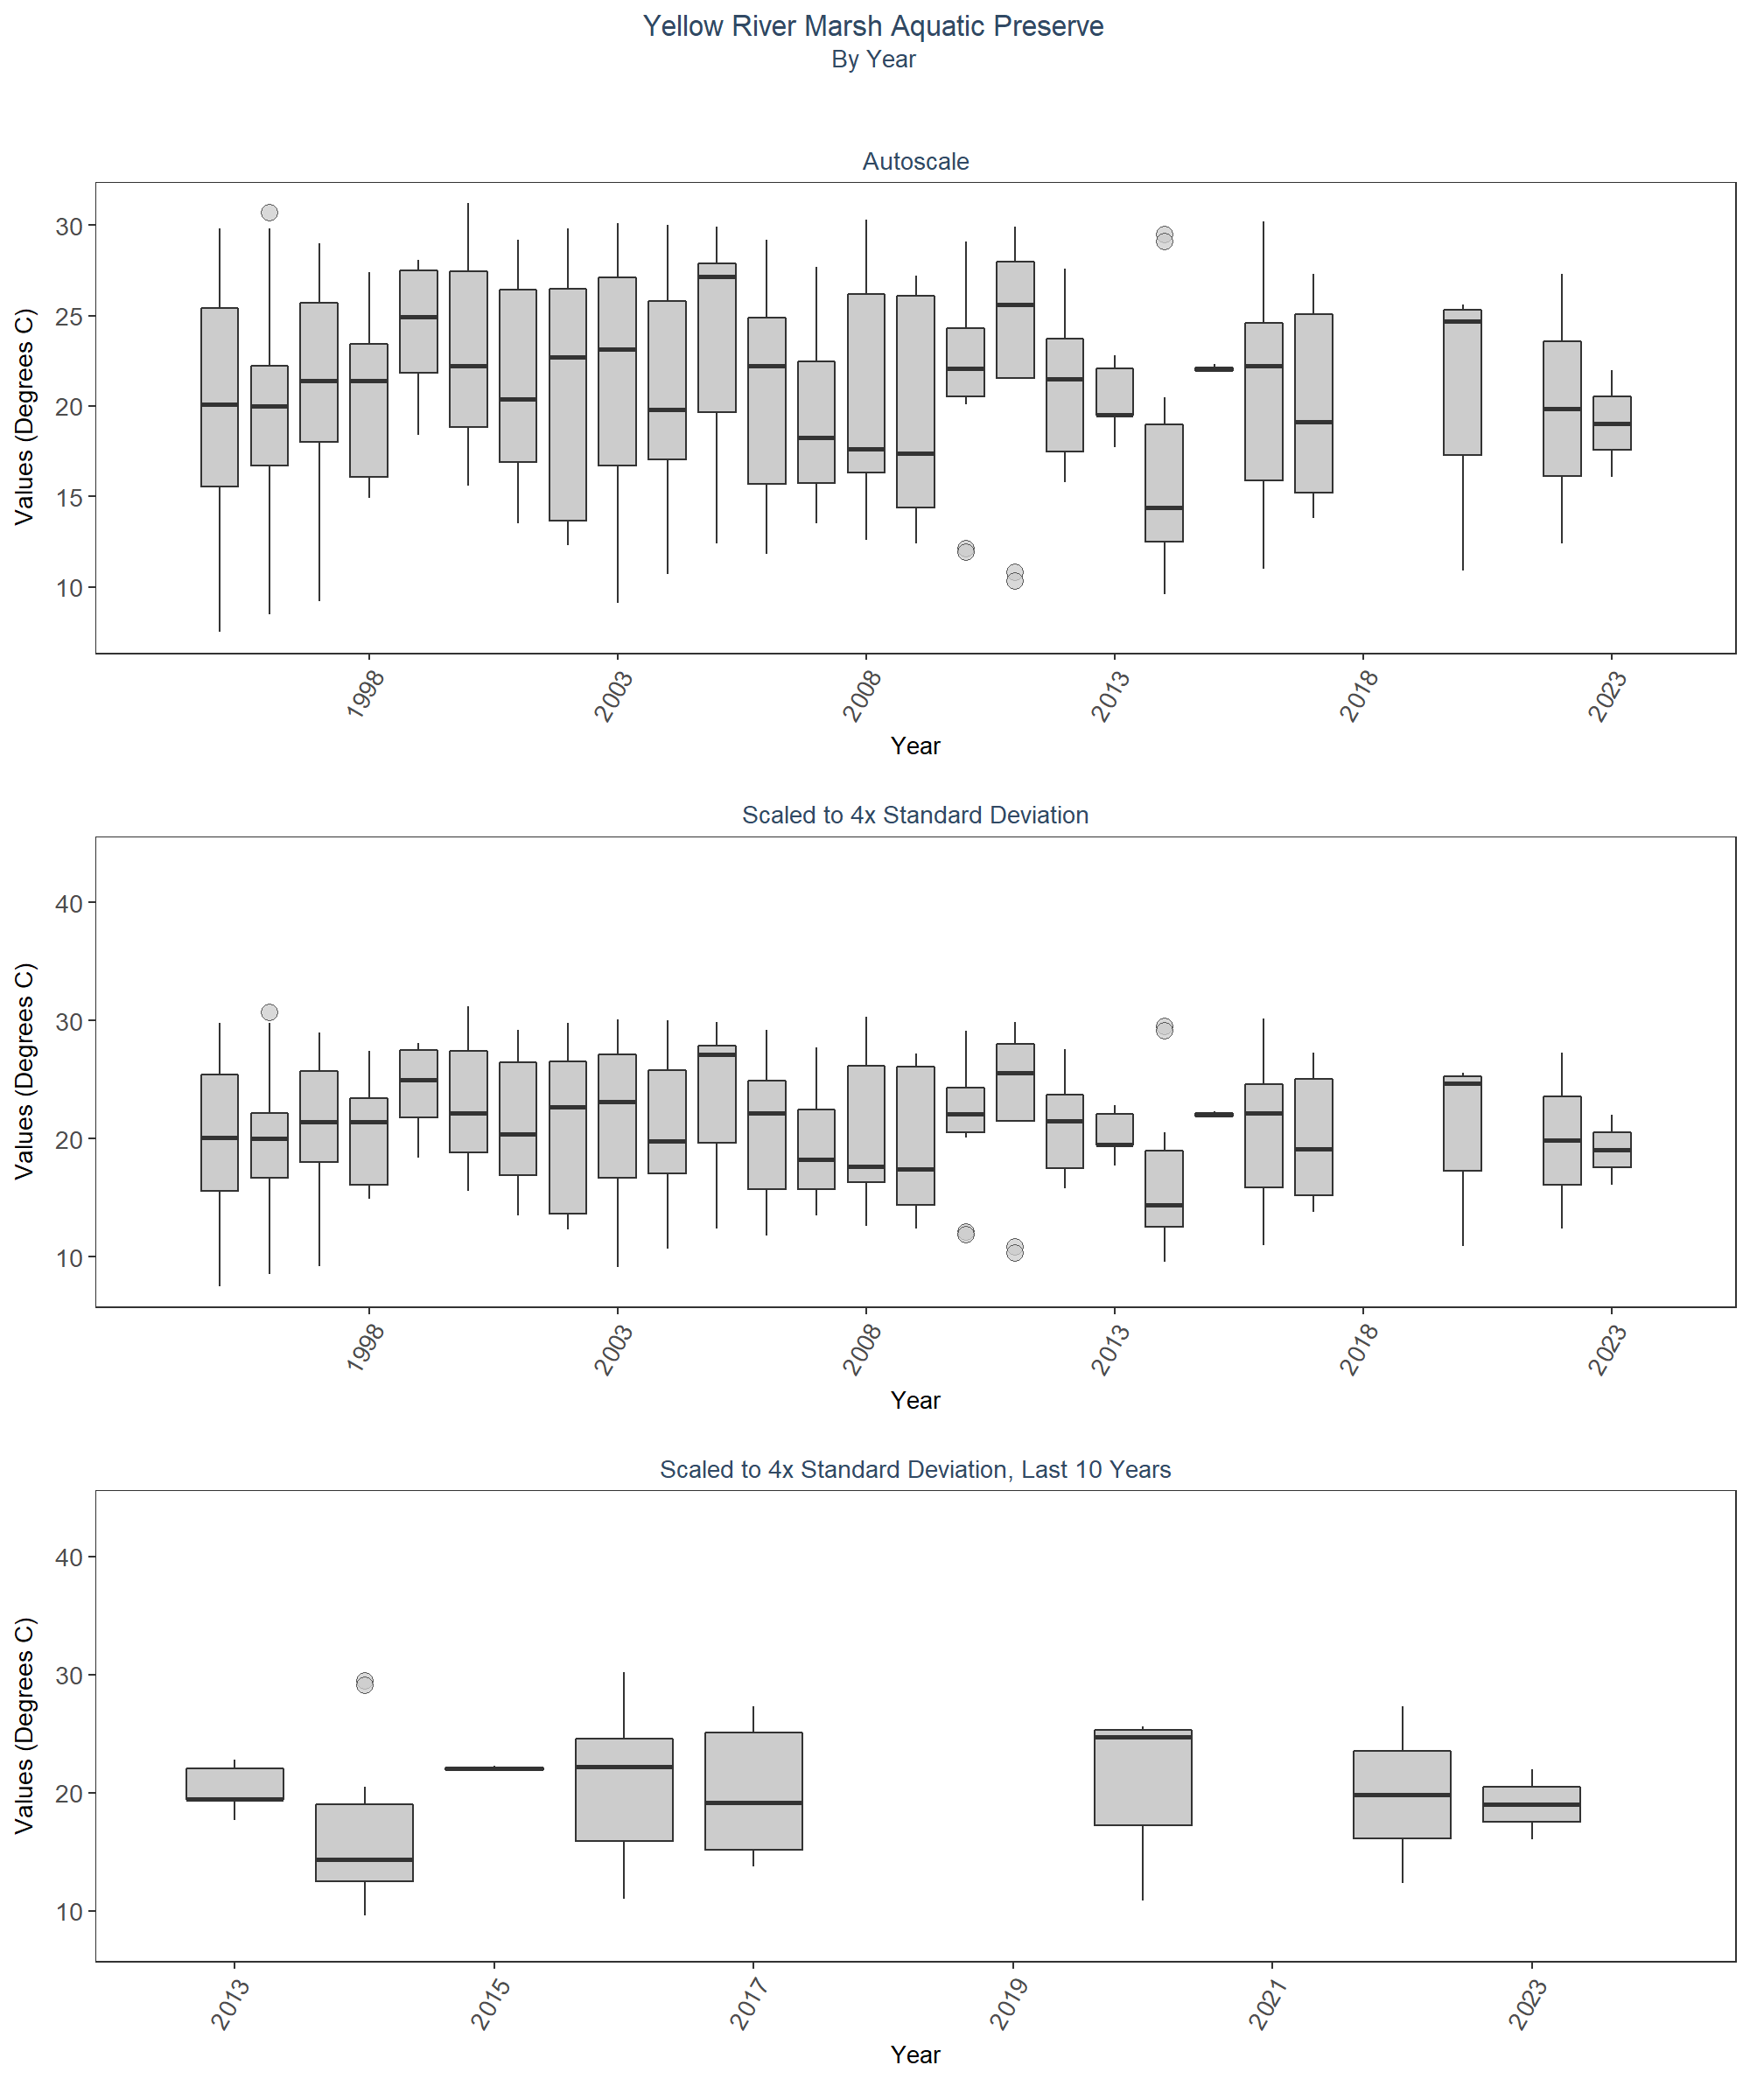 Yellow River Marsh Aquatic Preserve
By Year
Autoscale
Values (Degrees C)
30
25
20
15
10
1998
2003
2008
2013
2018
2023
Year
Scaled to 4x Standard Deviation
Values (Degrees C)
40
30
20
10
1998
2003
2008
2013
2018
2023
Year
Scaled to 4x Standard Deviation, Last 10 Years
Values (Degrees C)
40
30
20
10
2013
2015
2017
2019
2021
2023
Year